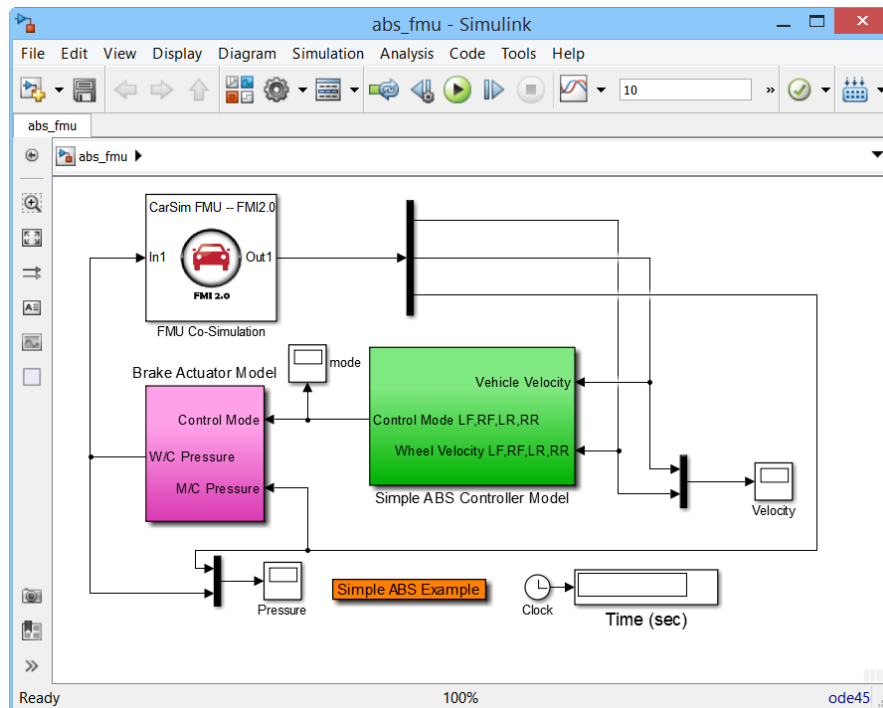 abs_fmu - Simulink
File Edit View Display Diagram Simulation Analysis Code Tools Help
10
»
abs_fmu
abs_fmu
CarSim FMU -- FMI2.0
In1
Out1
FMI 2.0
FMU Co-Simulation
mode
Brake Actuator Model
Vehicle Velocity
Control Mode
Control Mode LF,RF,LR,RR
W/C Pressure
Wheel Velocity LF,RF,LR,RR
M/C Pressure
Simple ABS Controller Model
Velocity
Pressure
Simple ABS Example
Clock
Time (sec)
Ready
100%
ode45